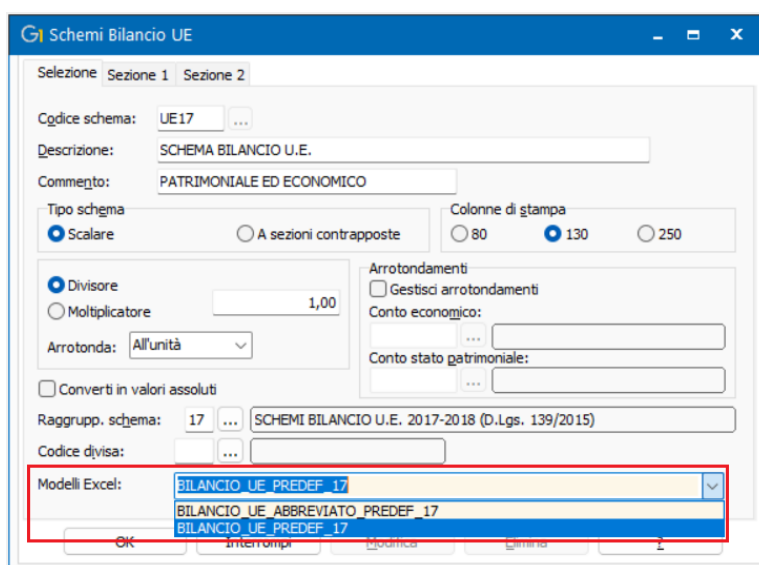 G1 Schemi Bilancio UE
Selezione Sezione 1 Sezione 2
Codice schema: UE17 ...
Descrizione: SCHEMA BILANCIO U.E.
Commento: PATRIMONIALE ED ECONOMICO
Tipo schema Colonne di stampa
Scalare A sezioni contrapposte 80 130 250
Arrotondamenti
Divisore Gestisci arrotondamenti
Moltiplicatore 1,00 Conto economico:
...
Arrotonda: All'unità Conto stato patrimoniale:
...
Converti in valori assoluti
Raggrupp. schema: 17 ... SCHEMI BILANCIO U.E. 2017-2018 (D.Lgs. 139/2015)
Codice divisa: ...
Modelli Excel: BILANCIO_UE_PREDEF_17
BILANCIO_UE_ABBREVIATO_PREDEF_17
BILANCIO_UE_PREDEF_17
OK Interrompi Modifica Elimina ?